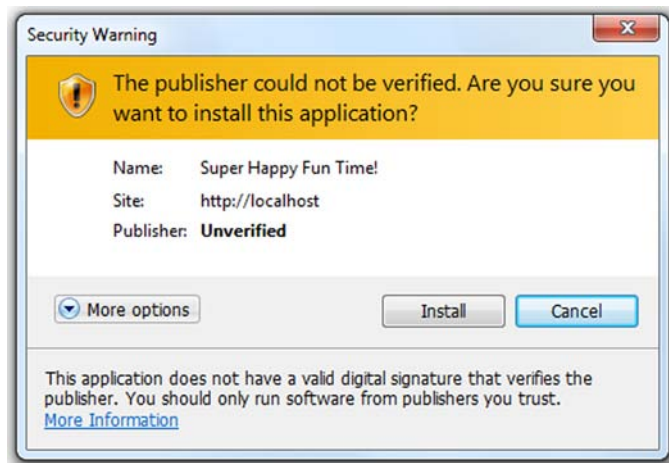 Security Warning
The publisher could not be verified. Are you sure you
want to install this application?
Name: Super Happy Fun Time!
Site: http://localhost
Publisher: Unverified
More options Install Cancel
This application does not have a valid digital signature that verifies the
publisher. You should only run software from publishers you trust.
More Information